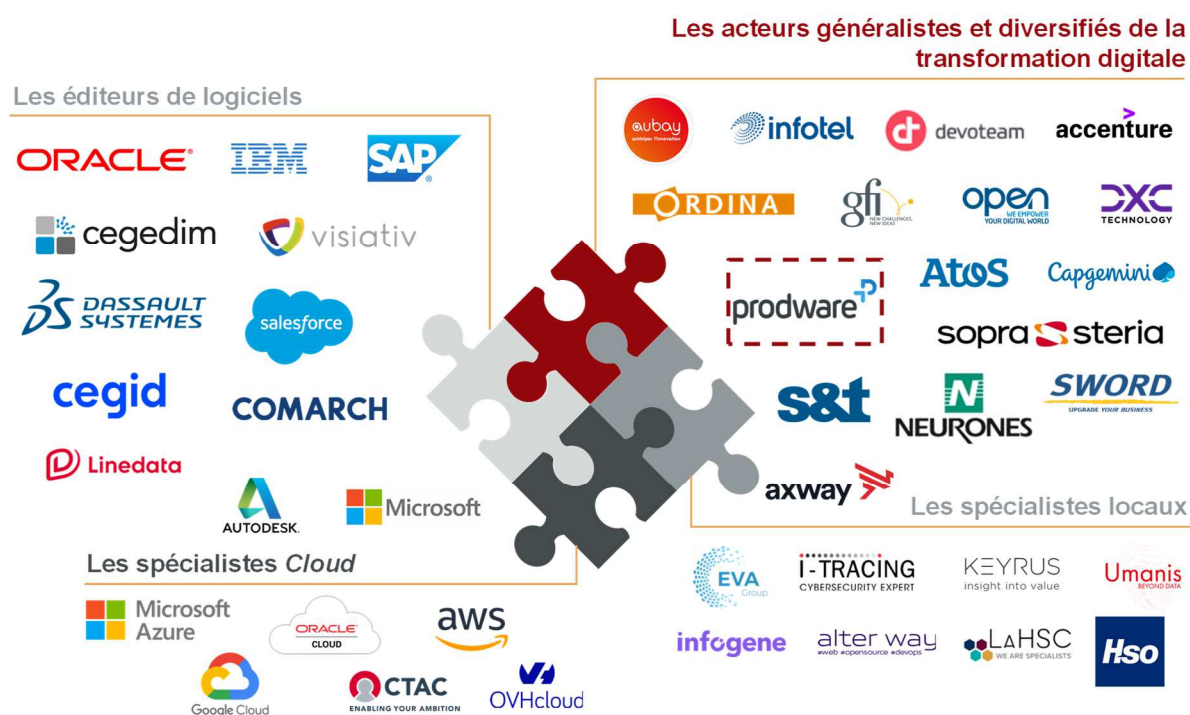 Les acteurs généralistes et diversifiés de la
transformation digitale
aubay
anticiper l'innovation
infotel
devoteam
accenture
ORDINA
gfi
NEW CHALLENGES,
NEW IDEAS
open
WE EMPOWER
YOUR DIGITAL WORLD
DXC
TECHNOLOGY
prodware
Atos
Capgemini
sopra steria
s&t
N
NEURONES
SWORD
UPGRADE YOUR BUSINESS
axway
Les éditeurs de logiciels
ORACLE®
IBM
SAP®
cegedim
visiativ
3S DASSAULT
SYSTEMES
salesforce
cegid
COMARCH
Linedata
AUTODESK.
Microsoft
Les spécialistes Cloud
Microsoft
Azure
ORACLE
CLOUD
aws
Google Cloud
CTAC
ENABLING YOUR AMBITION
OVHcloud
Les spécialistes locaux
EVA
Group
I-TRACING
CYBERSECURITY EXPERT
KEYRUS
insight into value
Umanis
BEYOND DATA
infogene
alter way
#web #opensource #devops
LAHSC
WE ARE SPECIALISTS
HSO